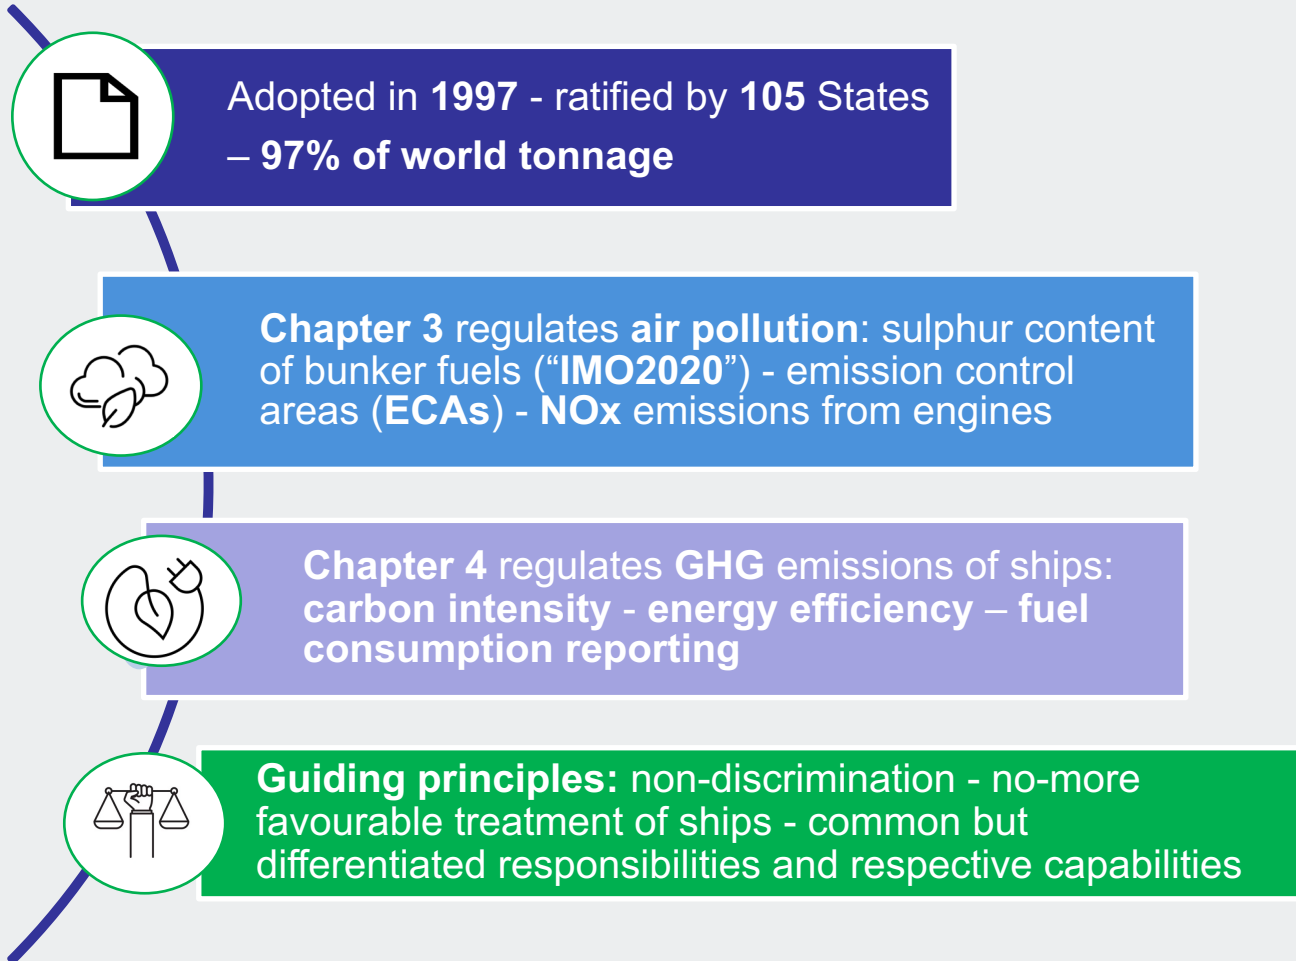 Adopted in 1997 - ratified by 105 States
– 97% of world tonnage
Chapter 3 regulates air pollution: sulphur content
of bunker fuels (“IMO2020”) - emission control
areas (ECAs) - NOx emissions from engines
Chapter 4 regulates GHG emissions of ships:
carbon intensity - energy efficiency – fuel
consumption reporting
Guiding principles: non-discrimination - no-more
favourable treatment of ships - common but
differentiated responsibilities and respective capabilities